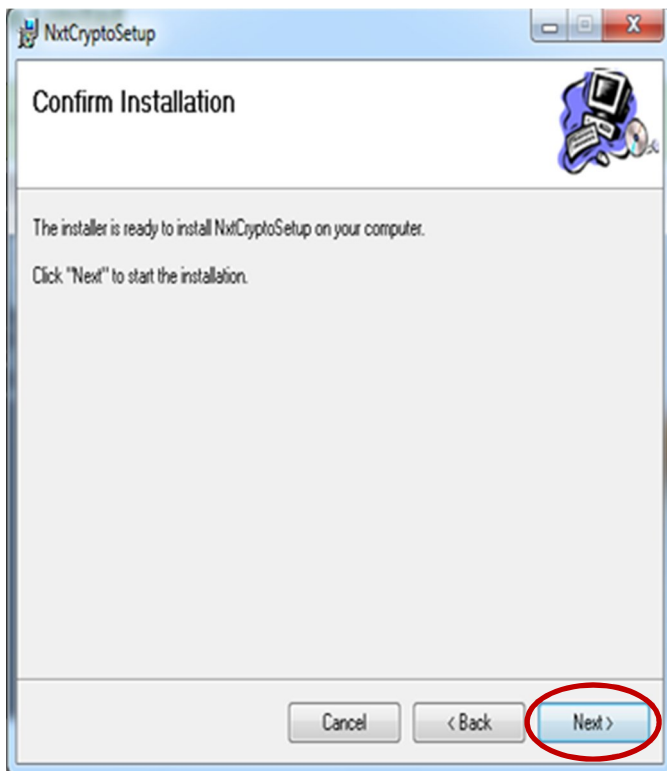 NxtCryptoSetup
Confirm Installation
The installer is ready to install NxtCryptoSetup on your computer.
Click "Next" to start the installation.
Cancel
< Back
Next >